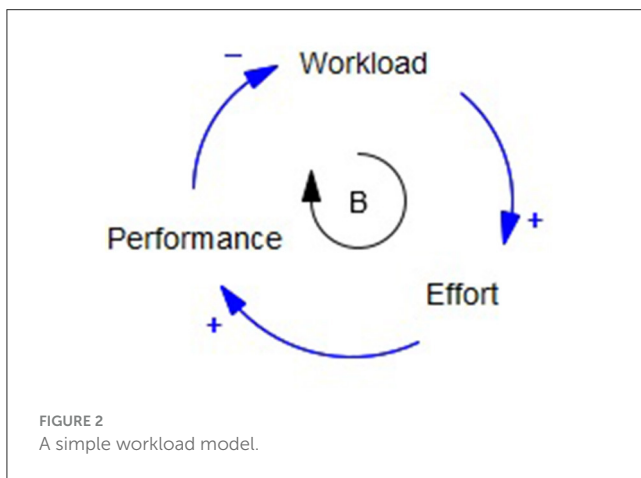 −
Workload
B
+
Performance
Effort
+
FIGURE 2
A simple workload model.